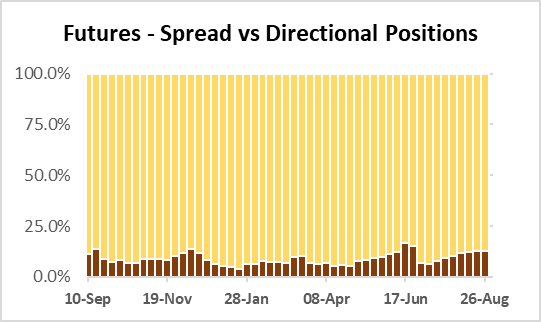 Futures - Spread vs Directional Positions
100.0%
75.0%
50.0%
25.0%
0.0%
10-Sep 19-Nov 28-Jan 08-Apr 17-Jun 26-Aug